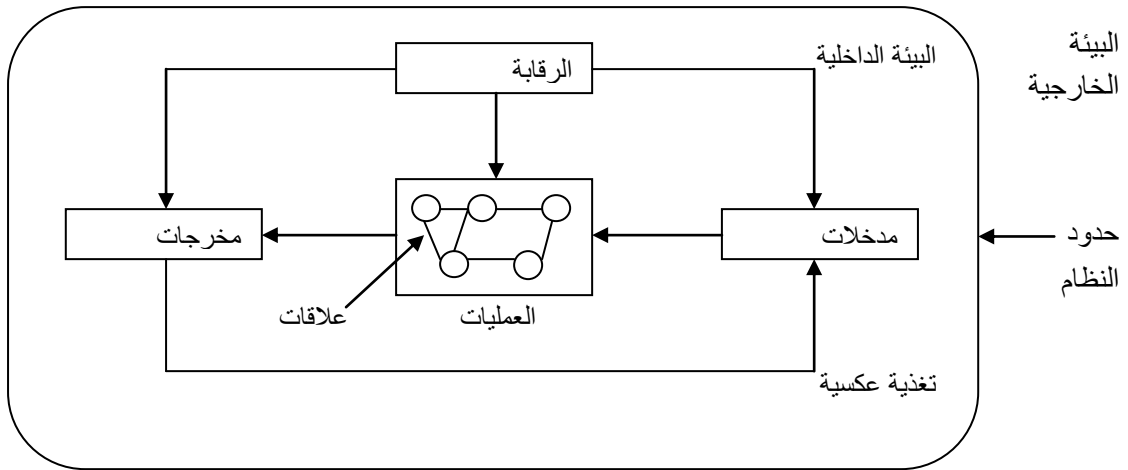 البيئة
الخارجية
البيئة الداخلية
الرقابة
حدود
النظام
مدخلات
مخرجات
العمليات
علاقات
تغذية عكسية